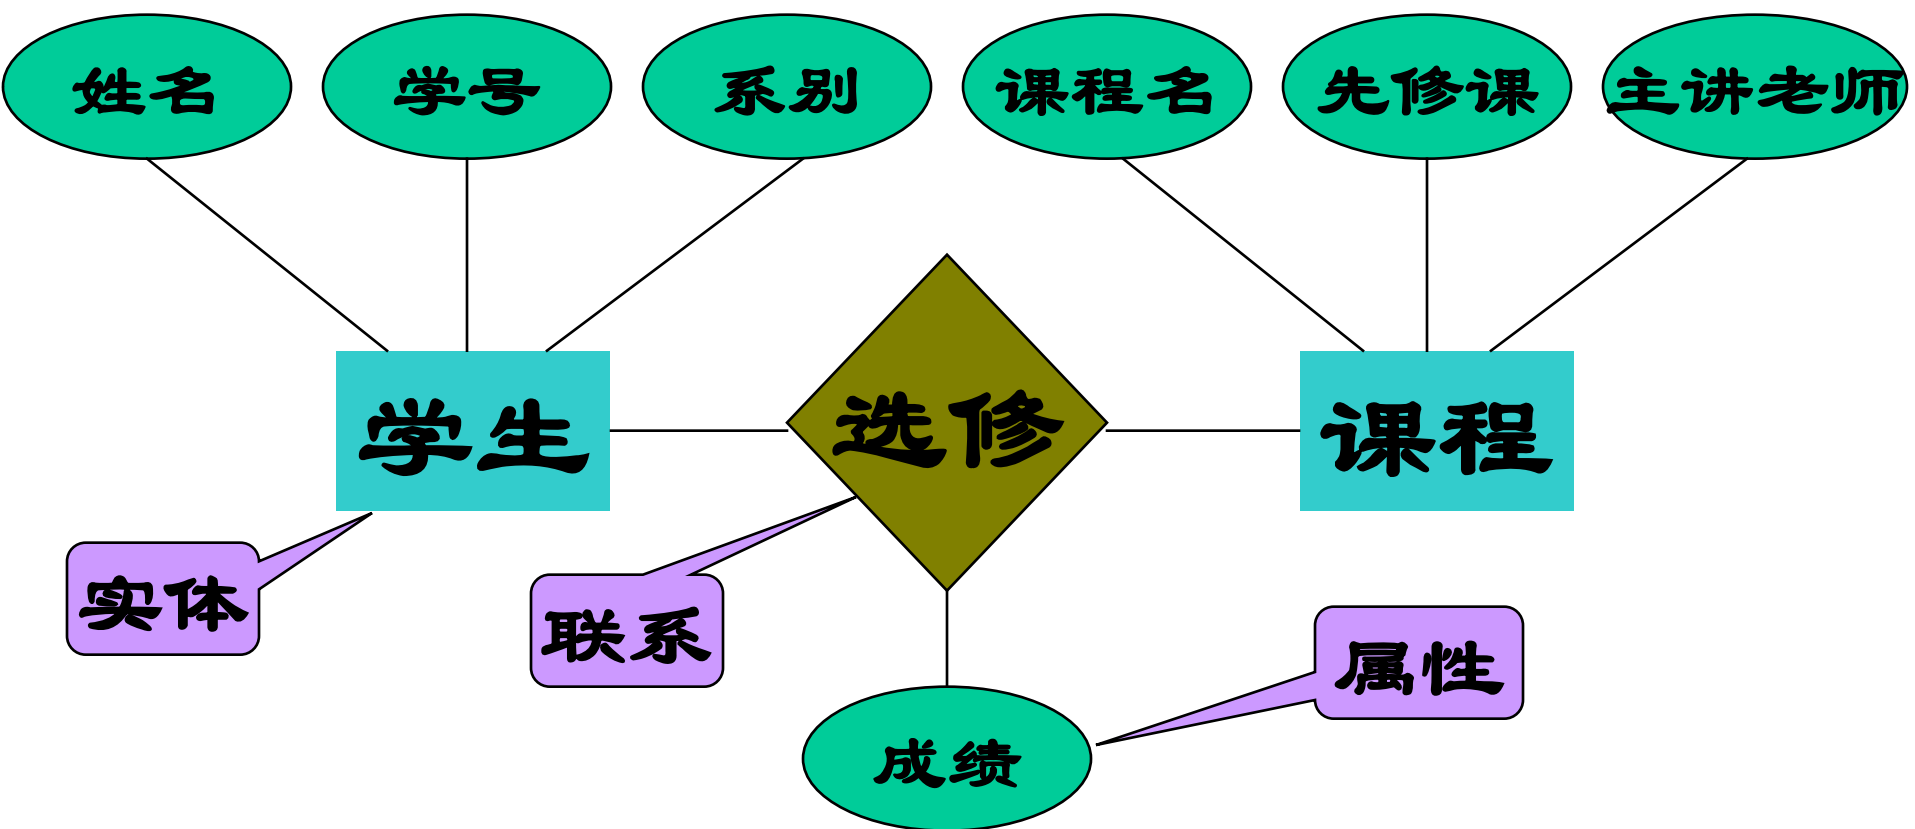 姓名
学号
系别
课程名
先修课
主讲老师
学生
选修
课程
实体
联系
属性
成绩